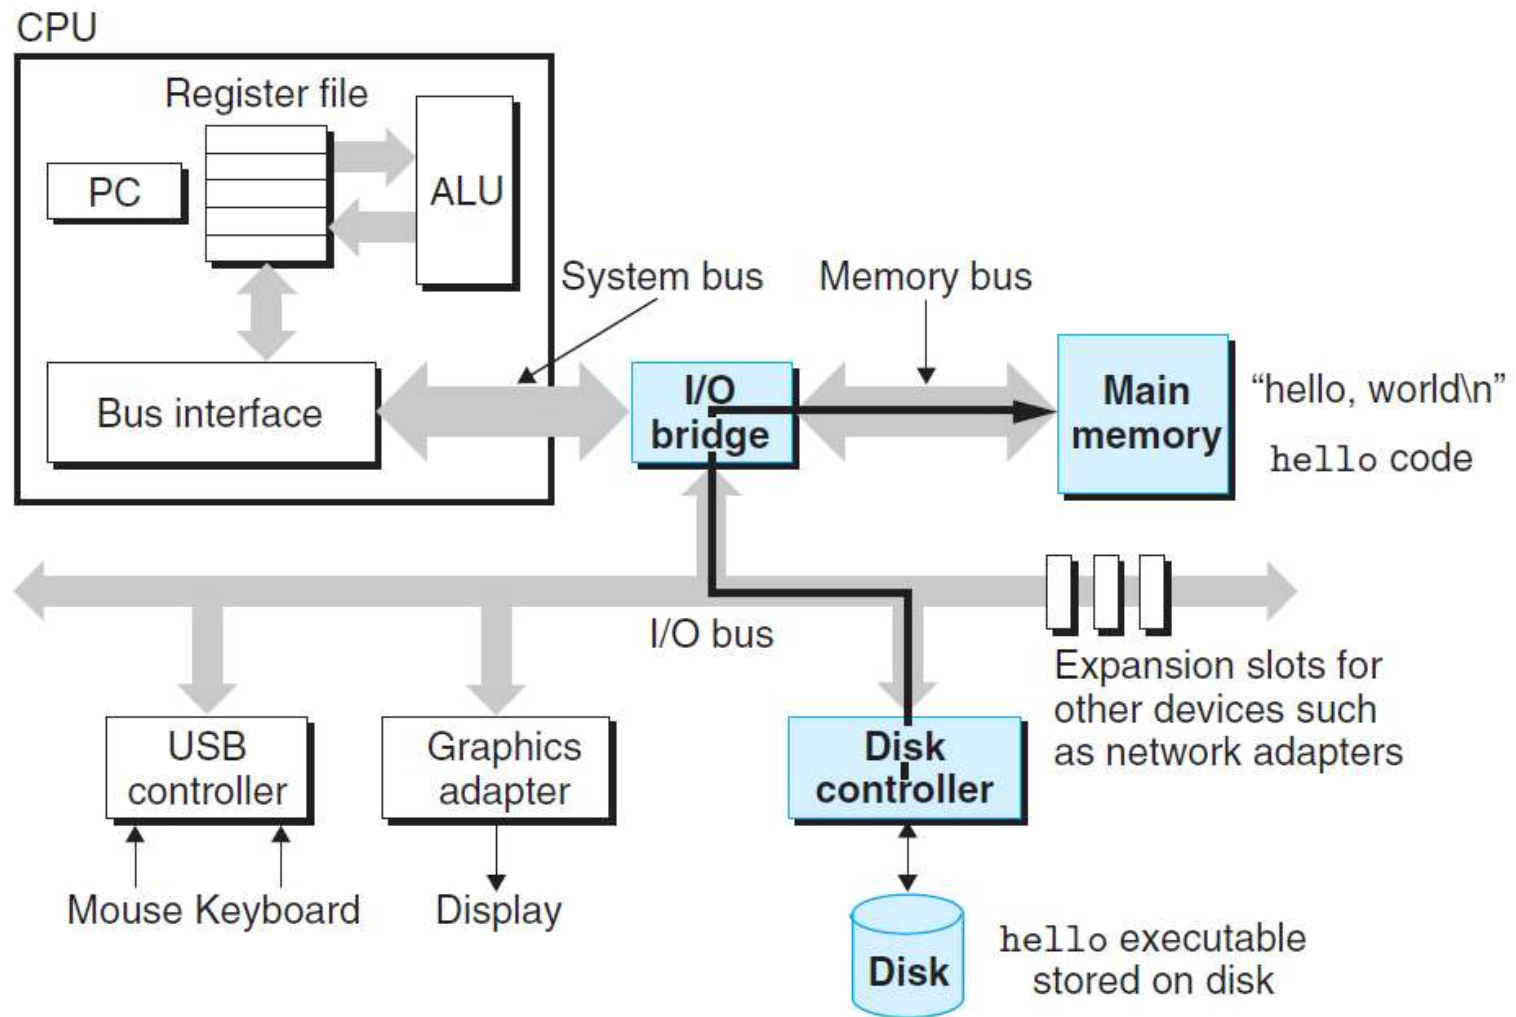 CPU
Register file
PC
ALU
System bus
Memory bus
Bus interface
I/O
bridge
Main
memory
“hello, world\n”
hello code
I/O bus
Expansion slots for
other devices such
as network adapters
USB
controller
Graphics
adapter
Disk
controller
Mouse Keyboard
Display
Disk
hello executable
stored on disk